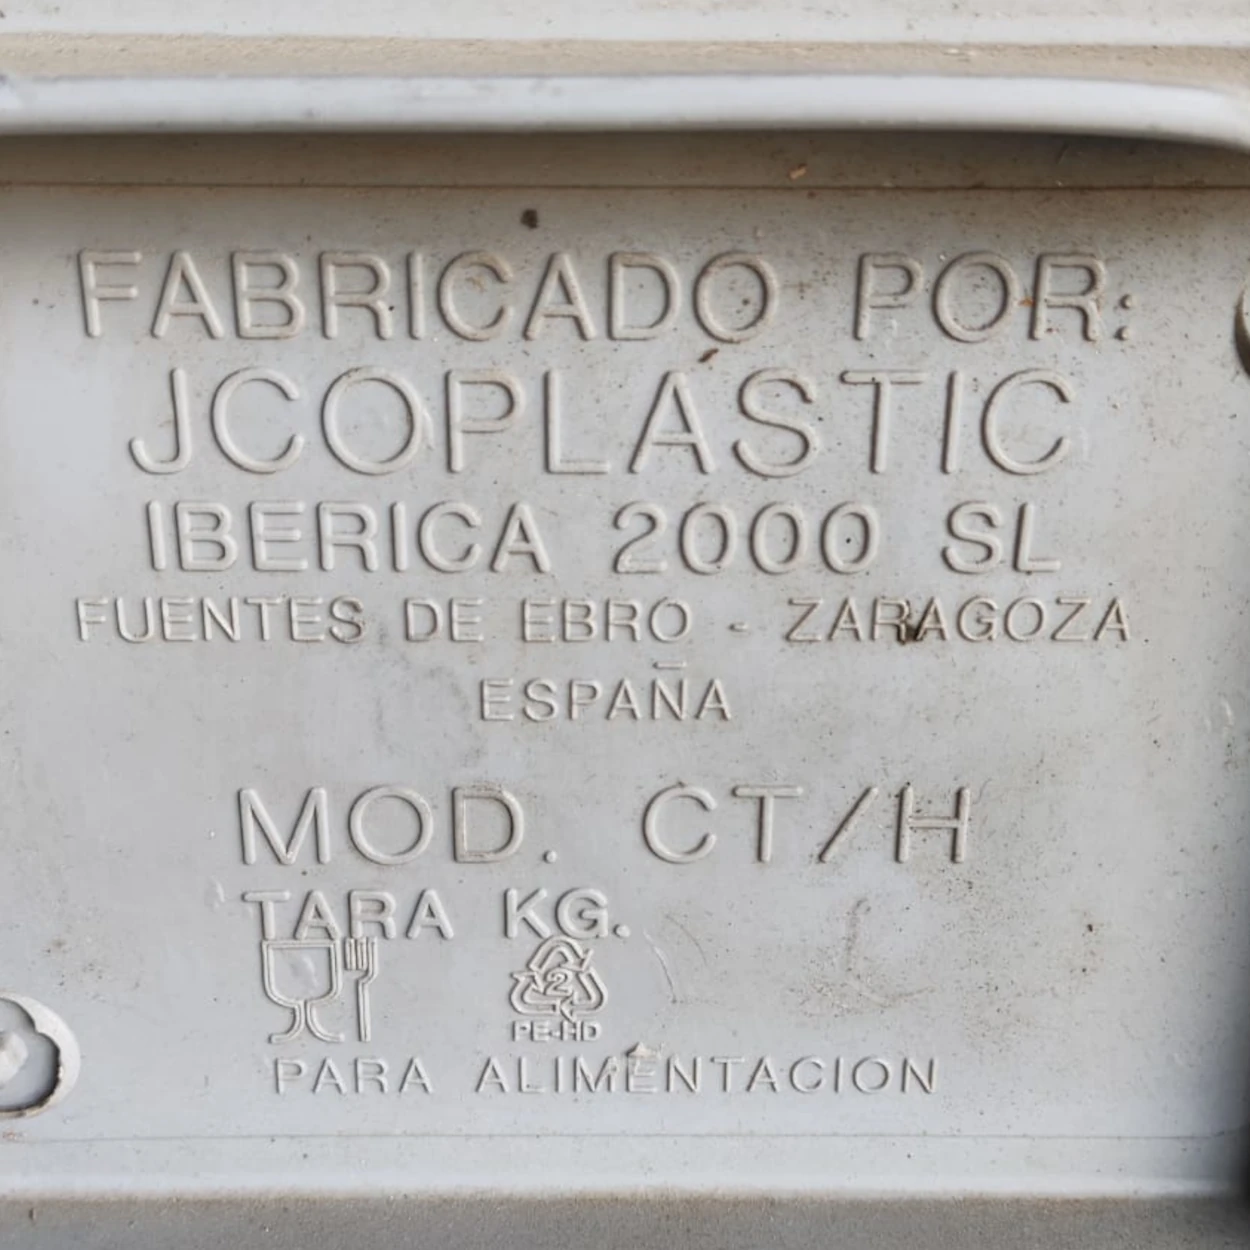 FABRICADO POR:
JCOPLASTIC
IBERICA 2000 SL
FUENTES DE EBRO - ZARAGOZA
ESPAÑA
MOD. CT/H
TARA KG.
2
PE-HD
PARA ALIMENTACION